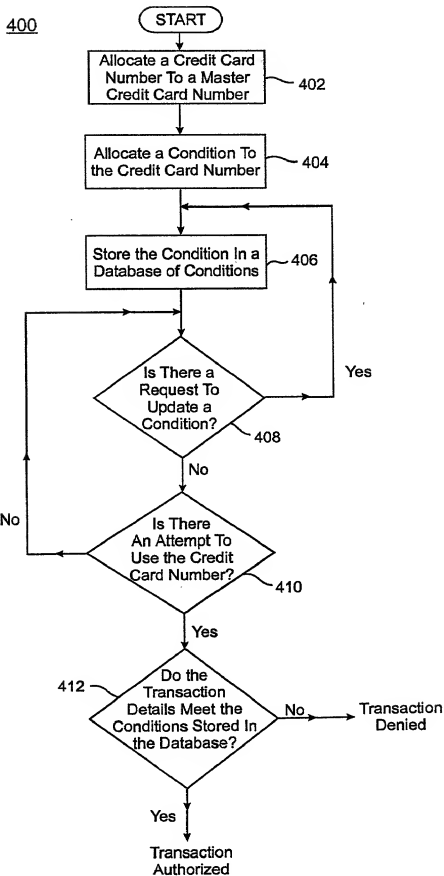 400
START
Allocate a Credit Card
Number To a Master
Credit Card Number
402
Allocate a Condition To
the Credit Card Number
404
Store the Condition In a
Database of Conditions
406
Is There a
Request To
Update a
Condition?
408
Yes
No
Is There
An Attempt To
Use the Credit
Card Number?
410
No
Yes
412
Do the
Transaction
Details Meet the
Conditions Stored In
the Database?
No
Transaction
Denied
Yes
Transaction
Authorized